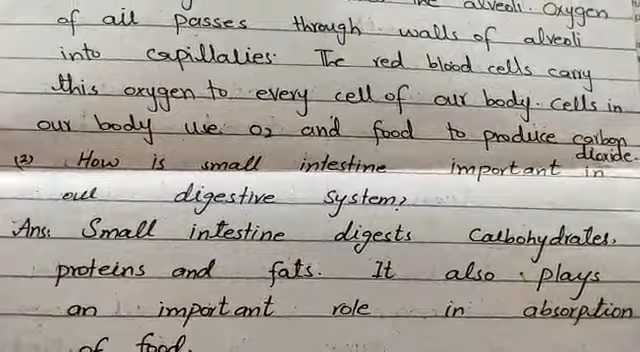 the alveoli. Oxygen
of air passes through walls of alveoli
into capillaries. The red blood cells carry
this oxygen to every cell of our body. Cells in
our body use O2 and food to produce carbon
dioxide.
(2) How is small intestine important in
our digestive system?
Ans: Small intestine digests Carbohydrates,
proteins and fats. It also plays
an important role in absorption
of food.